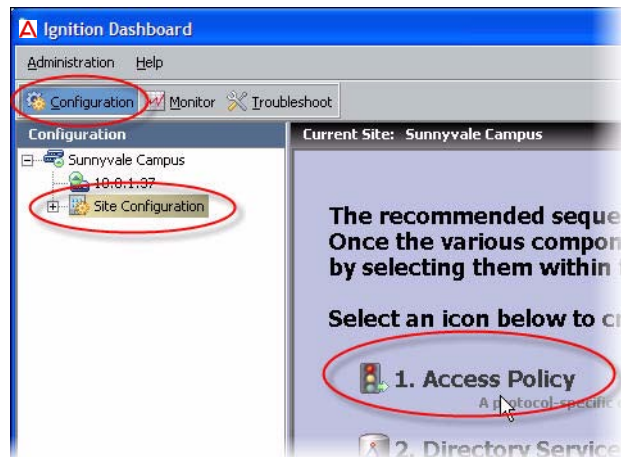 Ignition Dashboard
Administration Help
Configuration Monitor Troubleshoot
Configuration
Current Site: Sunnyvale Campus
Sunnyvale Campus
10.0.1.37
Site Configuration
The recommended seque
Once the various compon
by selecting them within
Select an icon below to cr
1. Access Policy
A protocol-specific
2. Directory Service